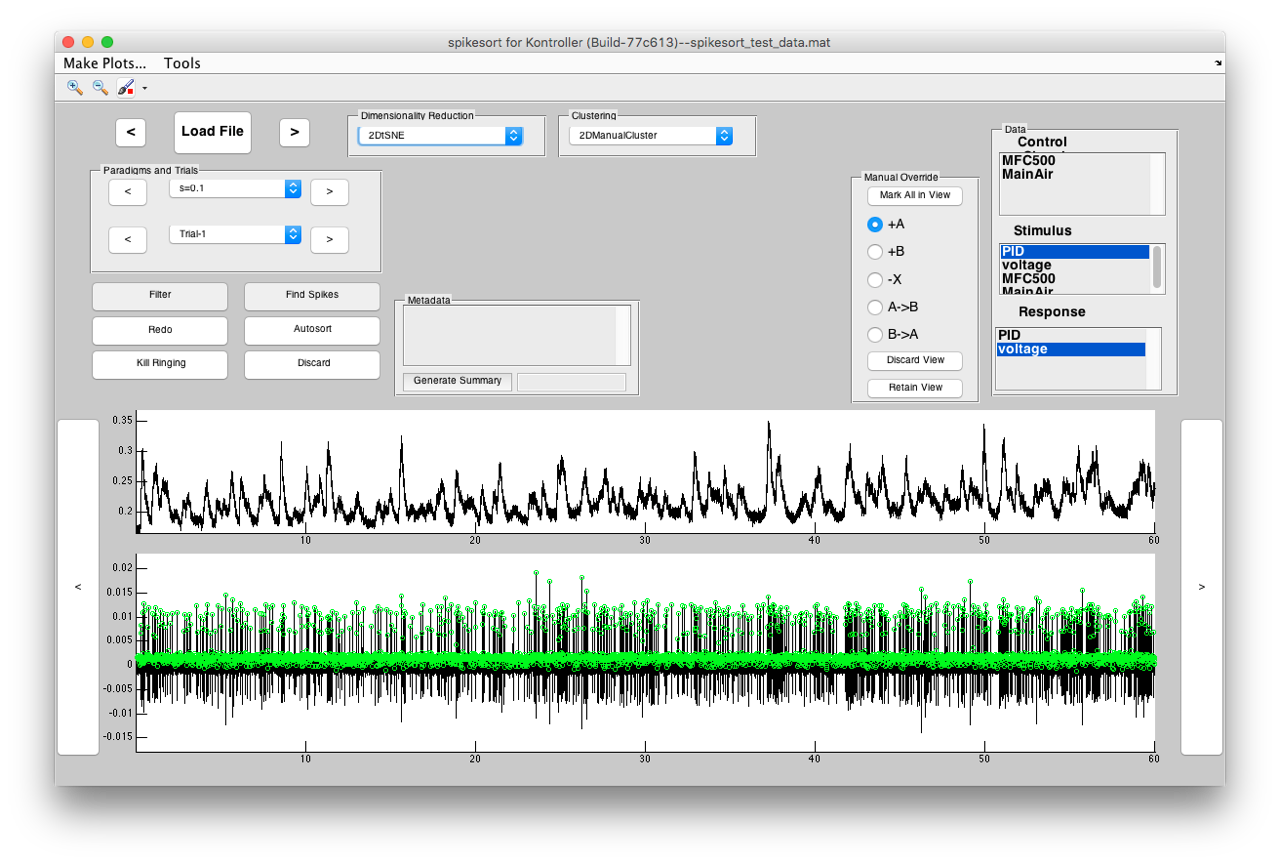 spikesort for Kontroller (Build-77c613)--spikesort_test_data.mat
Make Plots... Tools
< Load File >
Dimensionality Reduction
2DtSNE
Clustering
2DManualCluster
Paradigms and Trials
< s=0.1 >
< Trial-1 >
Filter Find Spikes
Redo Autosort
Kill Ringing Discard
Metadata
Generate Summary
Manual Override
Mark All in View
+A
+B
-X
A->B
B->A
Discard View
Retain View
Data
Control
MFC500
MainAir
Stimulus
PID
voltage
MFC500
MainAir
Response
PID
voltage
0.35
0.3
0.25
0.2
10 20 30 40 50 60
< >
0.02
0.015
0.01
0.005
0
-0.005
-0.01
-0.015
10 20 30 40 50 60